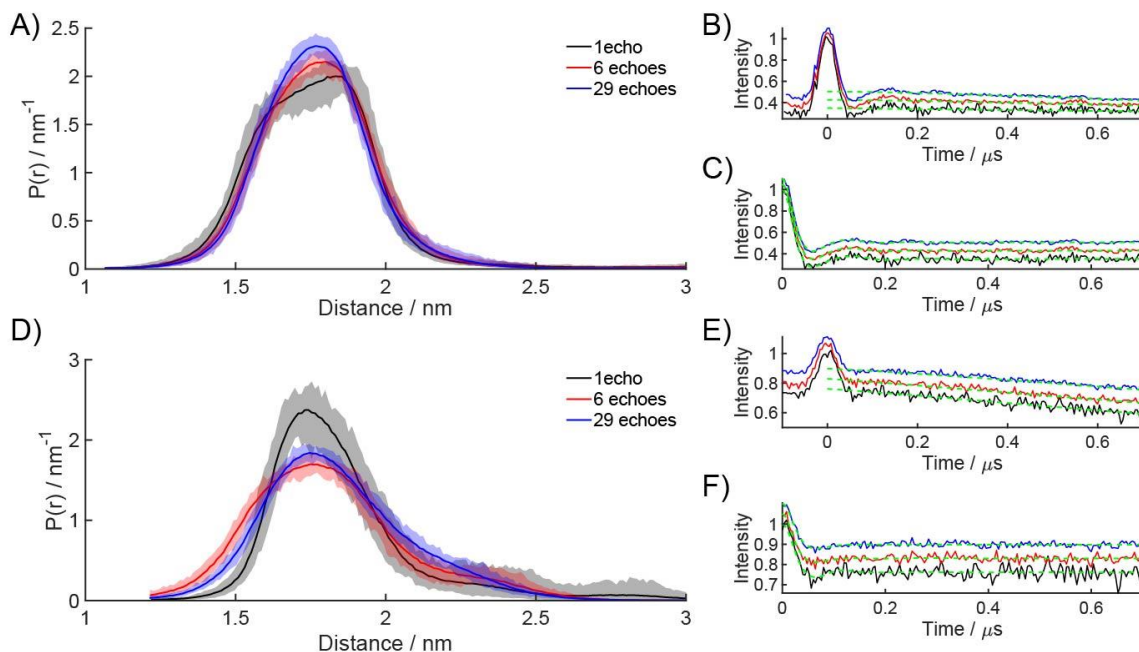 A)
2.5
2
1.5
1
0.5
0
P(r) / nm⁻¹
1echo
6 echoes
29 echoes
1 1.5 2 2.5 3
Distance / nm
B)
1
0.8
0.6
0.4
Intensity
0 0.2 0.4 0.6
Time / μs
C)
1
0.8
0.6
0.4
Intensity
0 0.2 0.4 0.6
Time / μs
D)
3
2
1
0
P(r) / nm⁻¹
1echo
6 echoes
29 echoes
1 1.5 2 2.5 3
Distance / nm
E)
1
0.8
0.6
Intensity
0 0.2 0.4 0.6
Time / μs
F)
1
0.9
0.8
0.7
Intensity
0 0.2 0.4 0.6
Time / μs